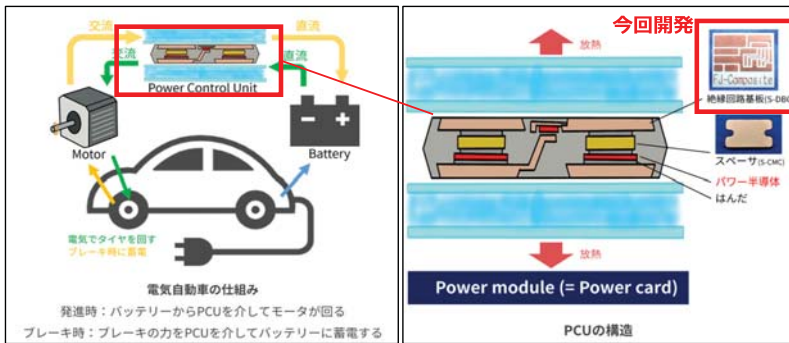 交流
直流
交流
直流
Power Control Unit
Motor
Battery
電気でタイヤを回す
ブレーキ時に蓄電
電気自動車の仕組み
発進時：バッテリーからPCUを介してモータが回る
ブレーキ時：ブレーキの力をPCUを介してバッテリーに蓄電する
放熱
今回開発
FJ-Composite
絶縁回路基板(S-DBC)
スペーサ(S-CMC)
パワー半導体
はんだ
放熱
Power module (= Power card)
PCUの構造